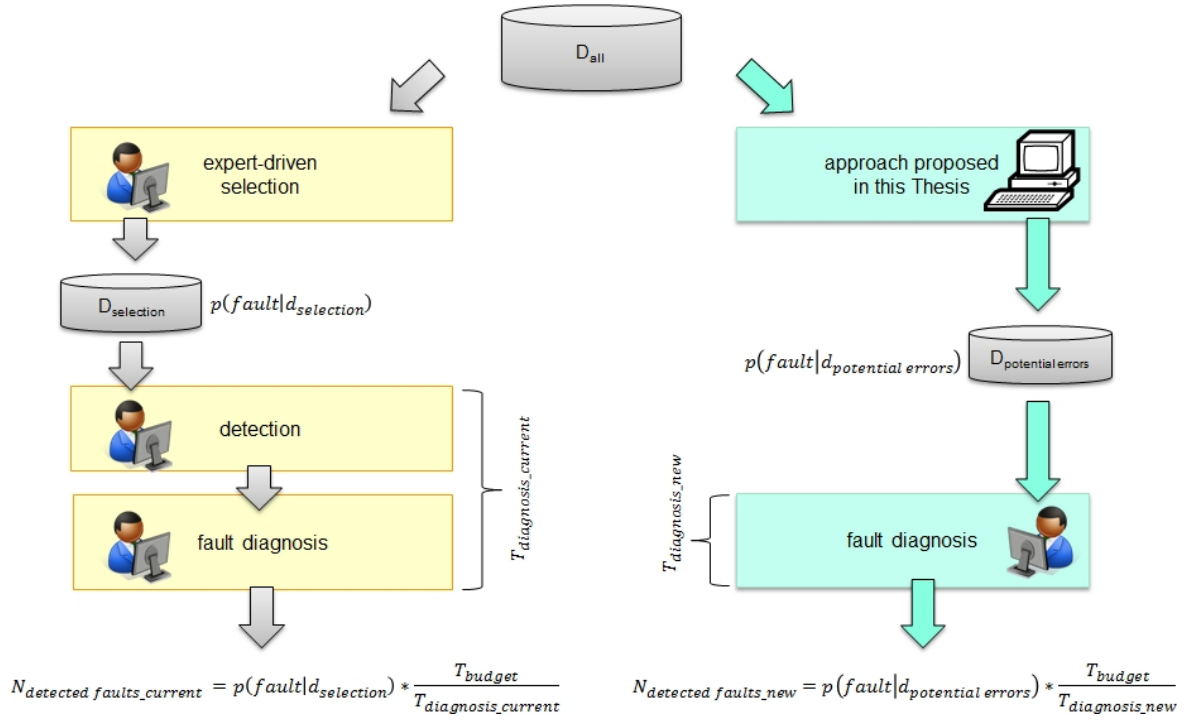 D_all
expert-driven
selection
approach proposed
in this Thesis
D_selection
p(fault|d_selection)
p(fault|d_potential errors)
D_potential errors
detection
T_diagnosis_current
T_diagnosis_new
fault diagnosis
fault diagnosis
N_detected faults_current = p(fault|d_selection) * T_budget / T_diagnosis_current
N_detected faults_new = p(fault|d_potential errors) * T_budget / T_diagnosis_new